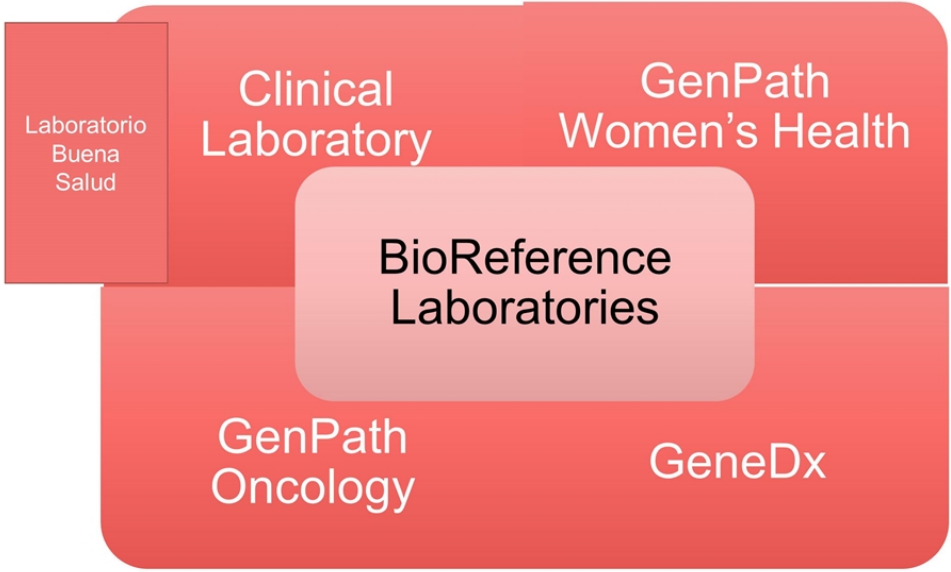 Laboratorio
Buena
Salud
Clinical
Laboratory
GenPath
Women’s Health
BioReference
Laboratories
GenPath
Oncology
GeneDx